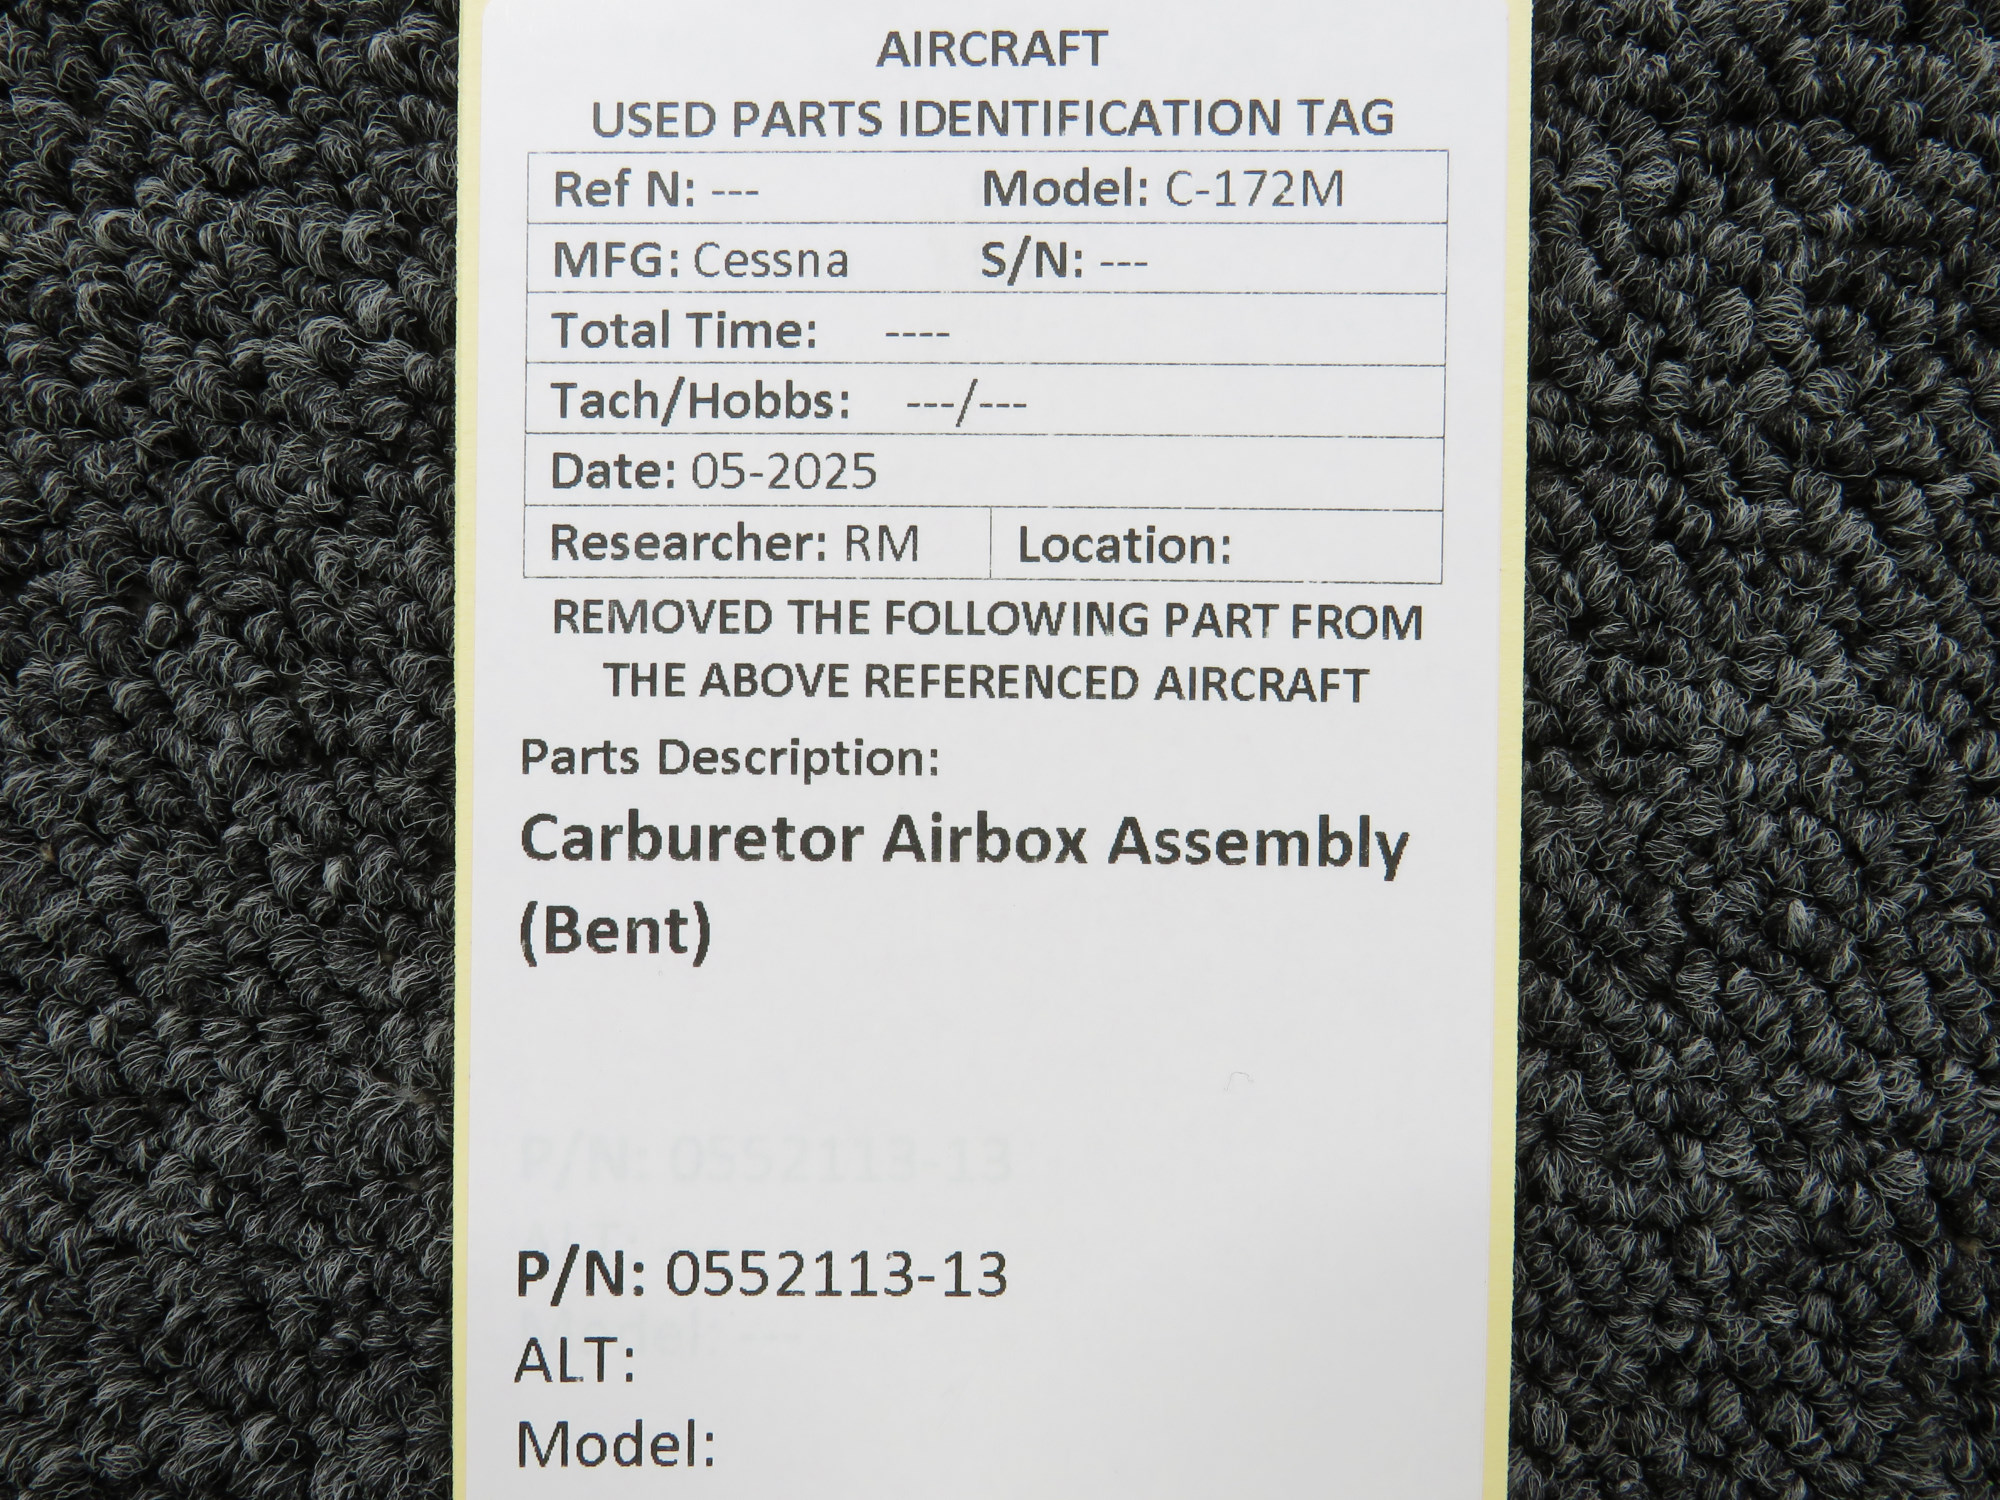 AIRCRAFT
USED PARTS IDENTIFICATION TAG
Ref N: --- Model: C-172M
MFG: Cessna S/N: ---
Total Time: ----
Tach/Hobbs: ---/---
Date: 05-2025
Researcher: RM Location:
REMOVED THE FOLLOWING PART FROM
THE ABOVE REFERENCED AIRCRAFT
Parts Description:
Carburetor Airbox Assembly
(Bent)
P/N: 0552113-13
ALT:
P/N: 0552113-13
Model: ---
ALT:
Model: